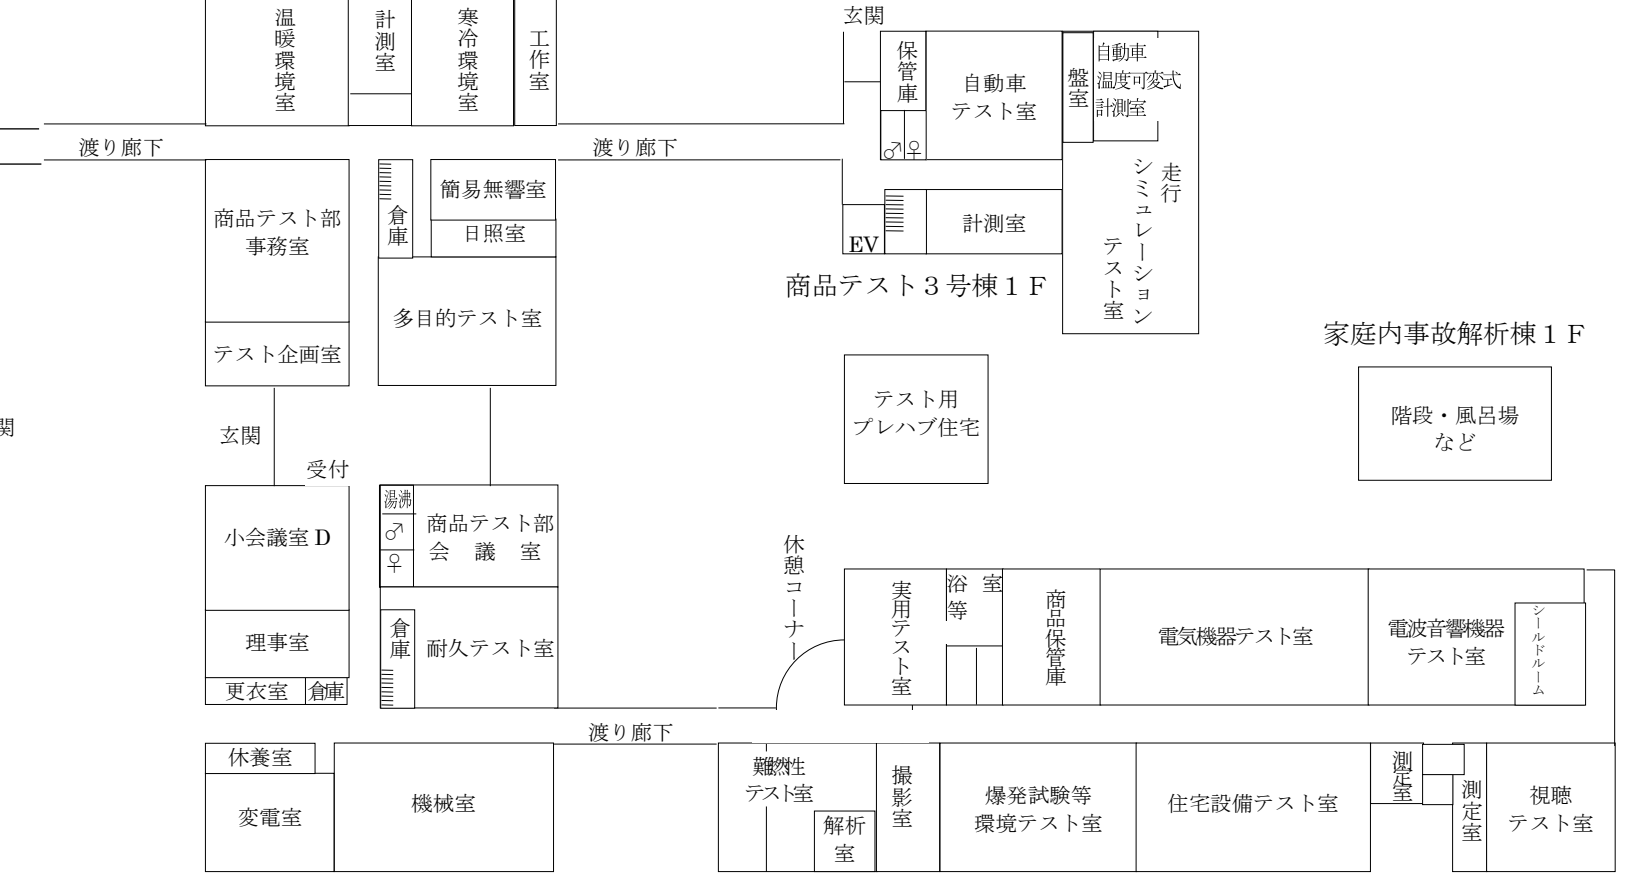 温暖環境室
計測室
寒冷環境室
工作室
玄関
保管庫
自動車
テスト室
盤室
自動車
温度可変式
計測室
♂
♀
渡り廊下
渡り廊下
走行
シミュレーション
テスト室
商品テスト部
事務室
倉庫
簡易無響室
日照室
計測室
EV
商品テスト３号棟１Ｆ
多目的テスト室
テスト企画室
家庭内事故解析棟１Ｆ
テスト用
プレハブ住宅
階段・風呂場
など
関
玄関
受付
小会議室 D
湯沸
♂
♀
商品テスト部
会 議 室
理事室
更衣室
倉庫
倉庫
耐久テスト室
休憩コーナー
実用テスト室
浴 室
等
商品保管庫
電気機器テスト室
電波音響機器
テスト室
シールドルーム
渡り廊下
休養室
変電室
機械室
難燃性
テスト室
解析
室
撮影室
爆発試験等
環境テスト室
住宅設備テスト室
測定室
測定室
視聴
テスト室